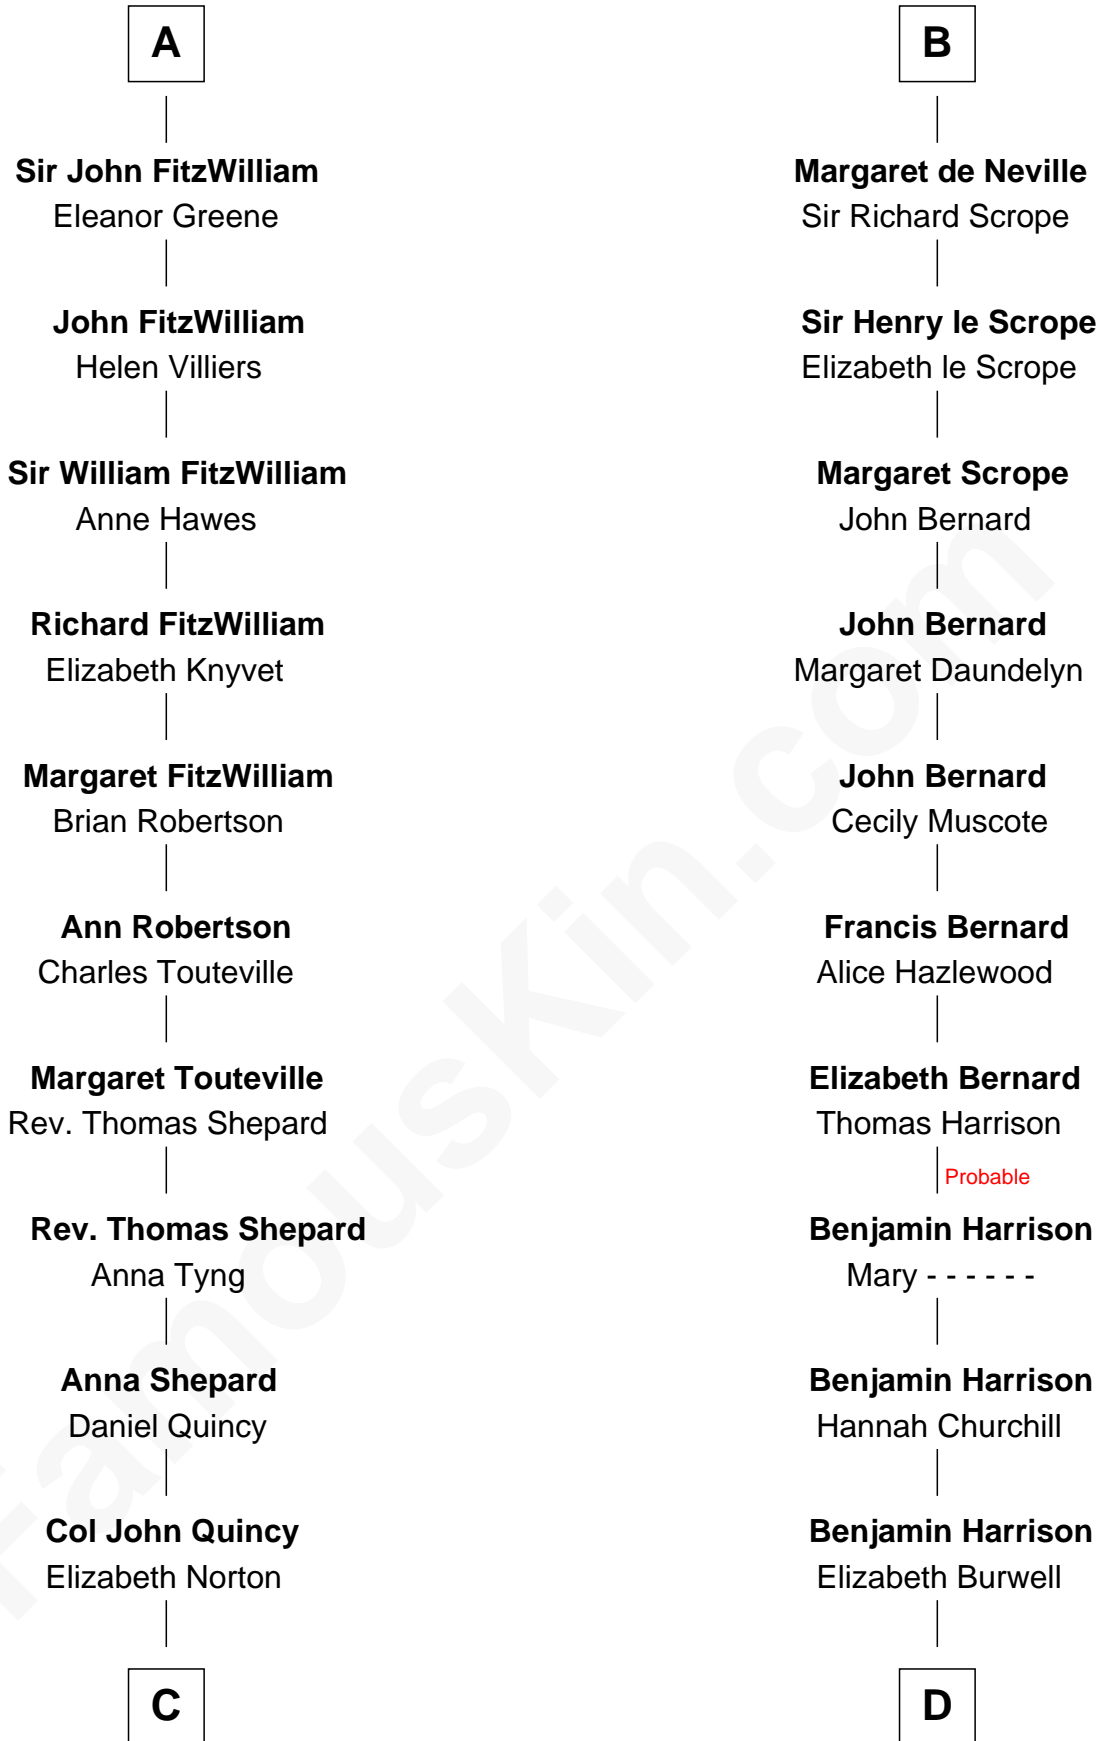 A
Sir John FitzWilliam
Eleanor Greene
John FitzWilliam
Helen Villiers
Sir William FitzWilliam
Anne Hawes
Richard FitzWilliam
Elizabeth Knyvet
Margaret FitzWilliam
Brian Robertson
Ann Robertson
Charles Touteville
Margaret Touteville
Rev. Thomas Shepard
Rev. Thomas Shepard
Anna Tyng
Anna Shepard
Daniel Quincy
Col John Quincy
Elizabeth Norton
C
B
Margaret de Neville
Sir Richard Scrope
Sir Henry le Scrope
Elizabeth le Scrope
Margaret Scrope
John Bernard
John Bernard
Margaret Daundelyn
John Bernard
Cecily Muscote
Francis Bernard
Alice Hazlewood
Elizabeth Bernard
Thomas Harrison
Probable
Benjamin Harrison
Mary - - - - - -
Benjamin Harrison
Hannah Churchill
Benjamin Harrison
Elizabeth Burwell
D
FamousKin.com